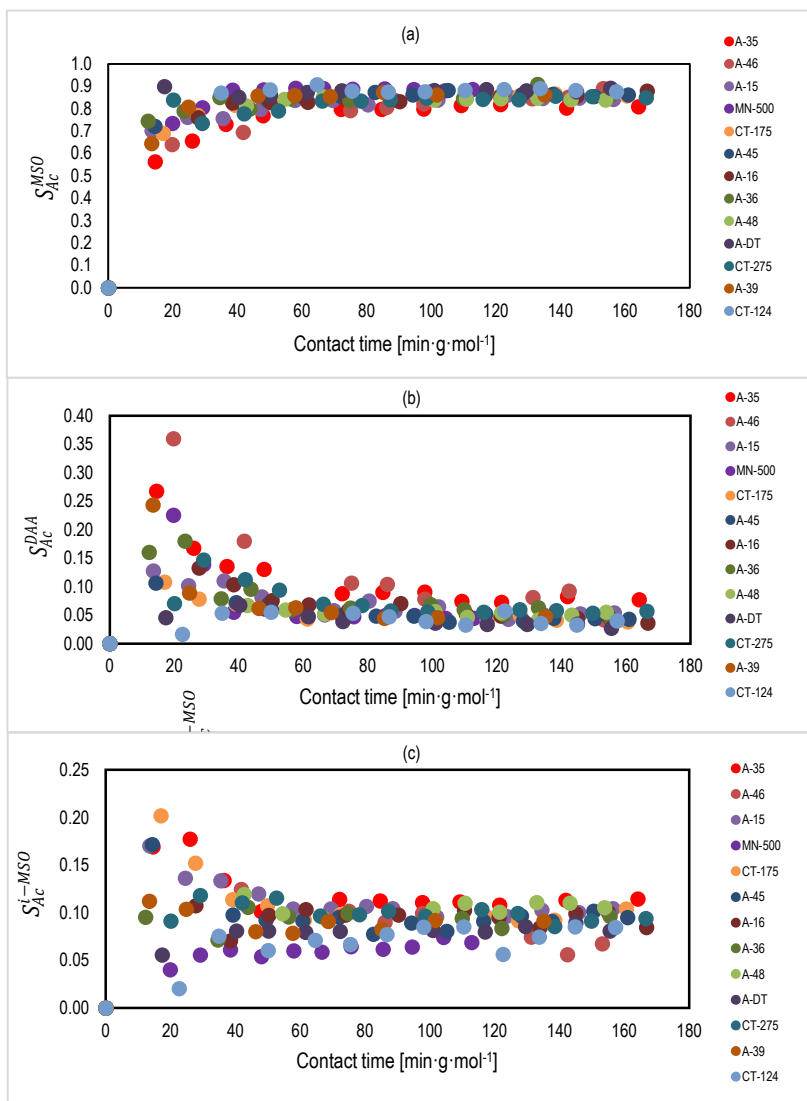 (a)
1.0
0.9
0.8
0.7
0.6
0.5
0.4
0.3
0.2
0.1
0.0
S_{Ac}^{MSO}
0 20 40 60 80 100 120 140 160 180
Contact time [min·g·mol⁻¹]
A-35
A-46
A-15
MN-500
CT-175
A-45
A-16
A-36
A-48
A-DT
CT-275
A-39
CT-124
(b)
0.40
0.35
0.30
0.25
0.20
0.15
0.10
0.05
0.00
S_{Ac}^{DAA}
0 20 40 60 80 100 120 140 160 180
Contact time [min·g·mol⁻¹]
A-35
A-46
A-15
MN-500
CT-175
A-45
A-16
A-36
A-48
A-DT
CT-275
A-39
CT-124
−MSO
(c)
0.25
0.20
0.15
0.10
0.05
0.00
S_{Ac}^{i−MSO}
0 20 40 60 80 100 120 140 160 180
Contact time [min·g·mol⁻¹]
A-35
A-46
A-15
MN-500
CT-175
A-45
A-16
A-36
A-48
A-DT
CT-275
A-39
CT-124